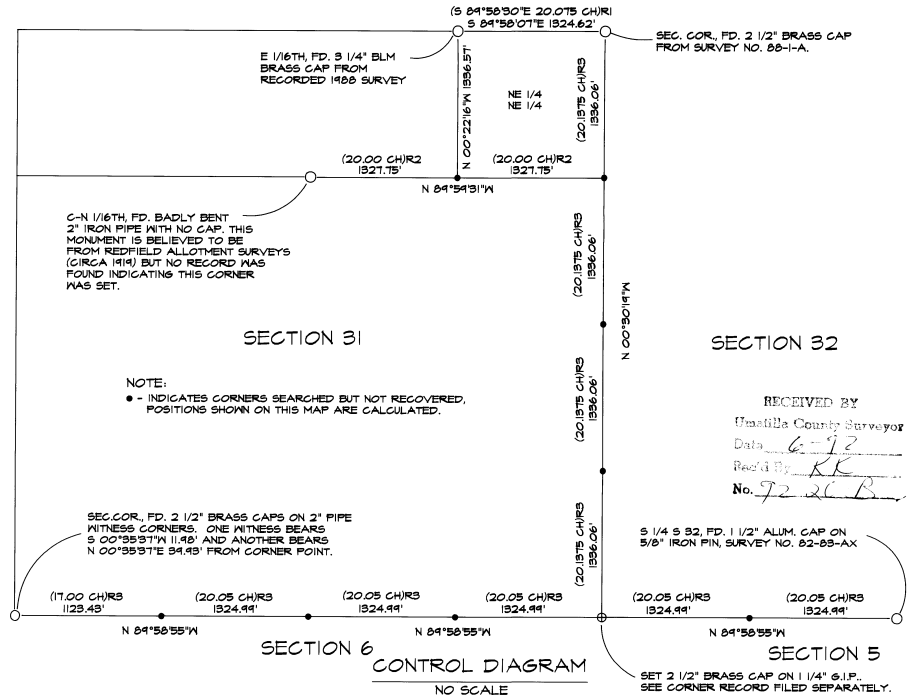 (S 89°58'30"E 20.075 CH)R1
S 89°58'07"E 1324.62'
SEC. COR., FD. 2 1/2" BRASS CAP
FROM SURVEY NO. 88-1-A.
E 1/16TH, FD. 3 1/4" BLM
BRASS CAP FROM
RECORDED 1988 SURVEY
N 00°22'16"W 1336.57'
NE 1/4
NE 1/4
(20.1375 CH)R3
1336.06'
(20.00 CH)R2
1327.75'
(20.00 CH)R2
1327.75'
N 89°59'31"W
C-N 1/16TH, FD. BADLY BENT
2" IRON PIPE WITH NO CAP. THIS
MONUMENT IS BELIEVED TO BE
FROM REDFIELD ALLOTMENT SURVEYS
(CIRCA 1919) BUT NO RECORD WAS
FOUND INDICATING THIS CORNER
WAS SET.
(20.1375 CH)R3
1336.06'
N 00°30'19"W
SECTION 31
SECTION 32
NOTE:
● - INDICATES CORNERS SEARCHED BUT NOT RECOVERED,
POSITIONS SHOWN ON THIS MAP ARE CALCULATED.
(20.1375 CH)R3
1336.06'
RECEIVED BY
Umatilla County Surveyor
Date 6-92
Rec'd By KK
No. 92 26 B
SEC.COR., FD. 2 1/2" BRASS CAPS ON 2" PIPE
WITNESS CORNERS. ONE WITNESS BEARS
S 00°35'37"W 11.98' AND ANOTHER BEARS
N 00°35'37"E 39.93' FROM CORNER POINT.
(20.1375 CH)R3
1336.06'
S 1/4 S 32, FD. 1 1/2" ALUM. CAP ON
5/8" IRON PIN, SURVEY NO. 82-83-AX
(17.00 CH)R3
1123.43'
(20.05 CH)R3
1324.99'
(20.05 CH)R3
1324.99'
(20.05 CH)R3
1324.99'
(20.05 CH)R3
1324.99'
(20.05 CH)R3
1324.99'
N 89°58'55"W
N 89°58'55"W
N 89°58'55"W
SECTION 6
SECTION 5
CONTROL DIAGRAM
NO SCALE
SET 2 1/2" BRASS CAP ON 1 1/4" G.I.P..
SEE CORNER RECORD FILED SEPARATELY.